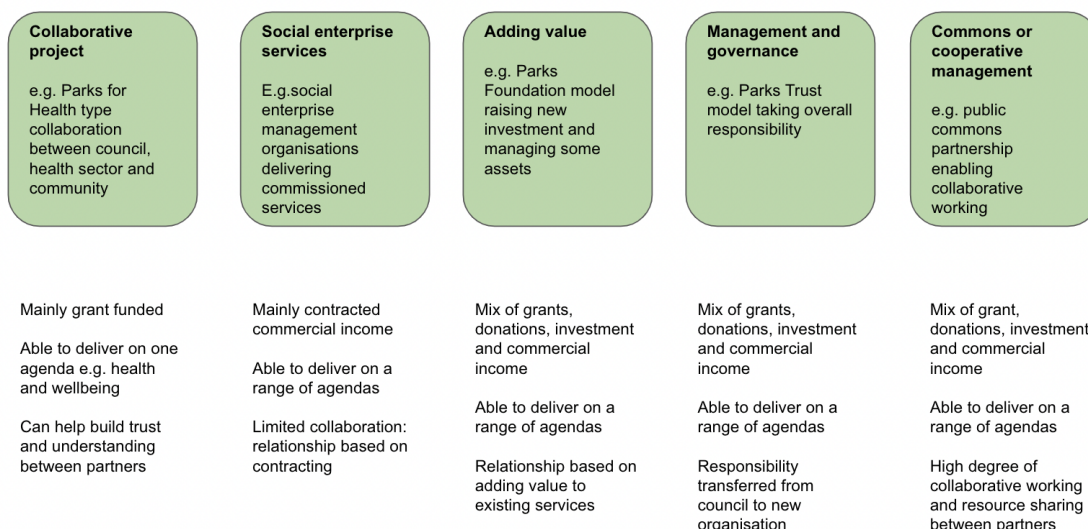 Collaborative
project
e.g. Parks for
Health type
collaboration
between council,
health sector and
community
Social enterprise
services
E.g.social
enterprise
management
organisations
delivering
commissioned
services
Adding value
e.g. Parks
Foundation model
raising new
investment and
managing some
assets
Management and
governance
e.g. Parks Trust
model taking overall
responsibility
Commons or
cooperative
management
e.g. public
commons
partnership
enabling
collaborative
working
Mainly grant funded
Able to deliver on one
agenda e.g. health
and wellbeing
Can help build trust
and understanding
between partners
Mainly contracted
commercial income
Able to deliver on a
range of agendas
Limited collaboration:
relationship based on
contracting
Mix of grants,
donations, investment
and commercial
income
Able to deliver on a
range of agendas
Relationship based on
adding value to
existing services
Mix of grants,
donations, investment
and commercial
income
Able to deliver on a
range of agendas
Responsibility
transferred from
council to new
organisation
Mix of grant,
donations, investment
and commercial
income
Able to deliver on a
range of agendas
High degree of
collaborative working
and resource sharing
between partners